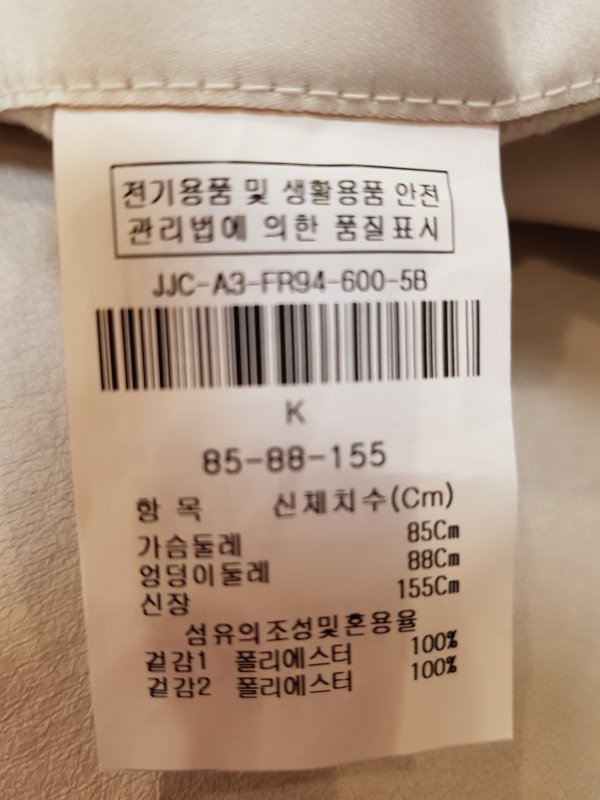 전기용품 및 생활용품 안전
관리법에 의한 품질표시
JJC-A3-FR94-600-5B
K
85-88-155
항 목 신체치수(Cm)
가슴둘레 85Cm
엉덩이둘레 88Cm
신장 155Cm
섬유의조성및혼용율
겉감1 폴리에스터 100%
겉감2 폴리에스터 100%